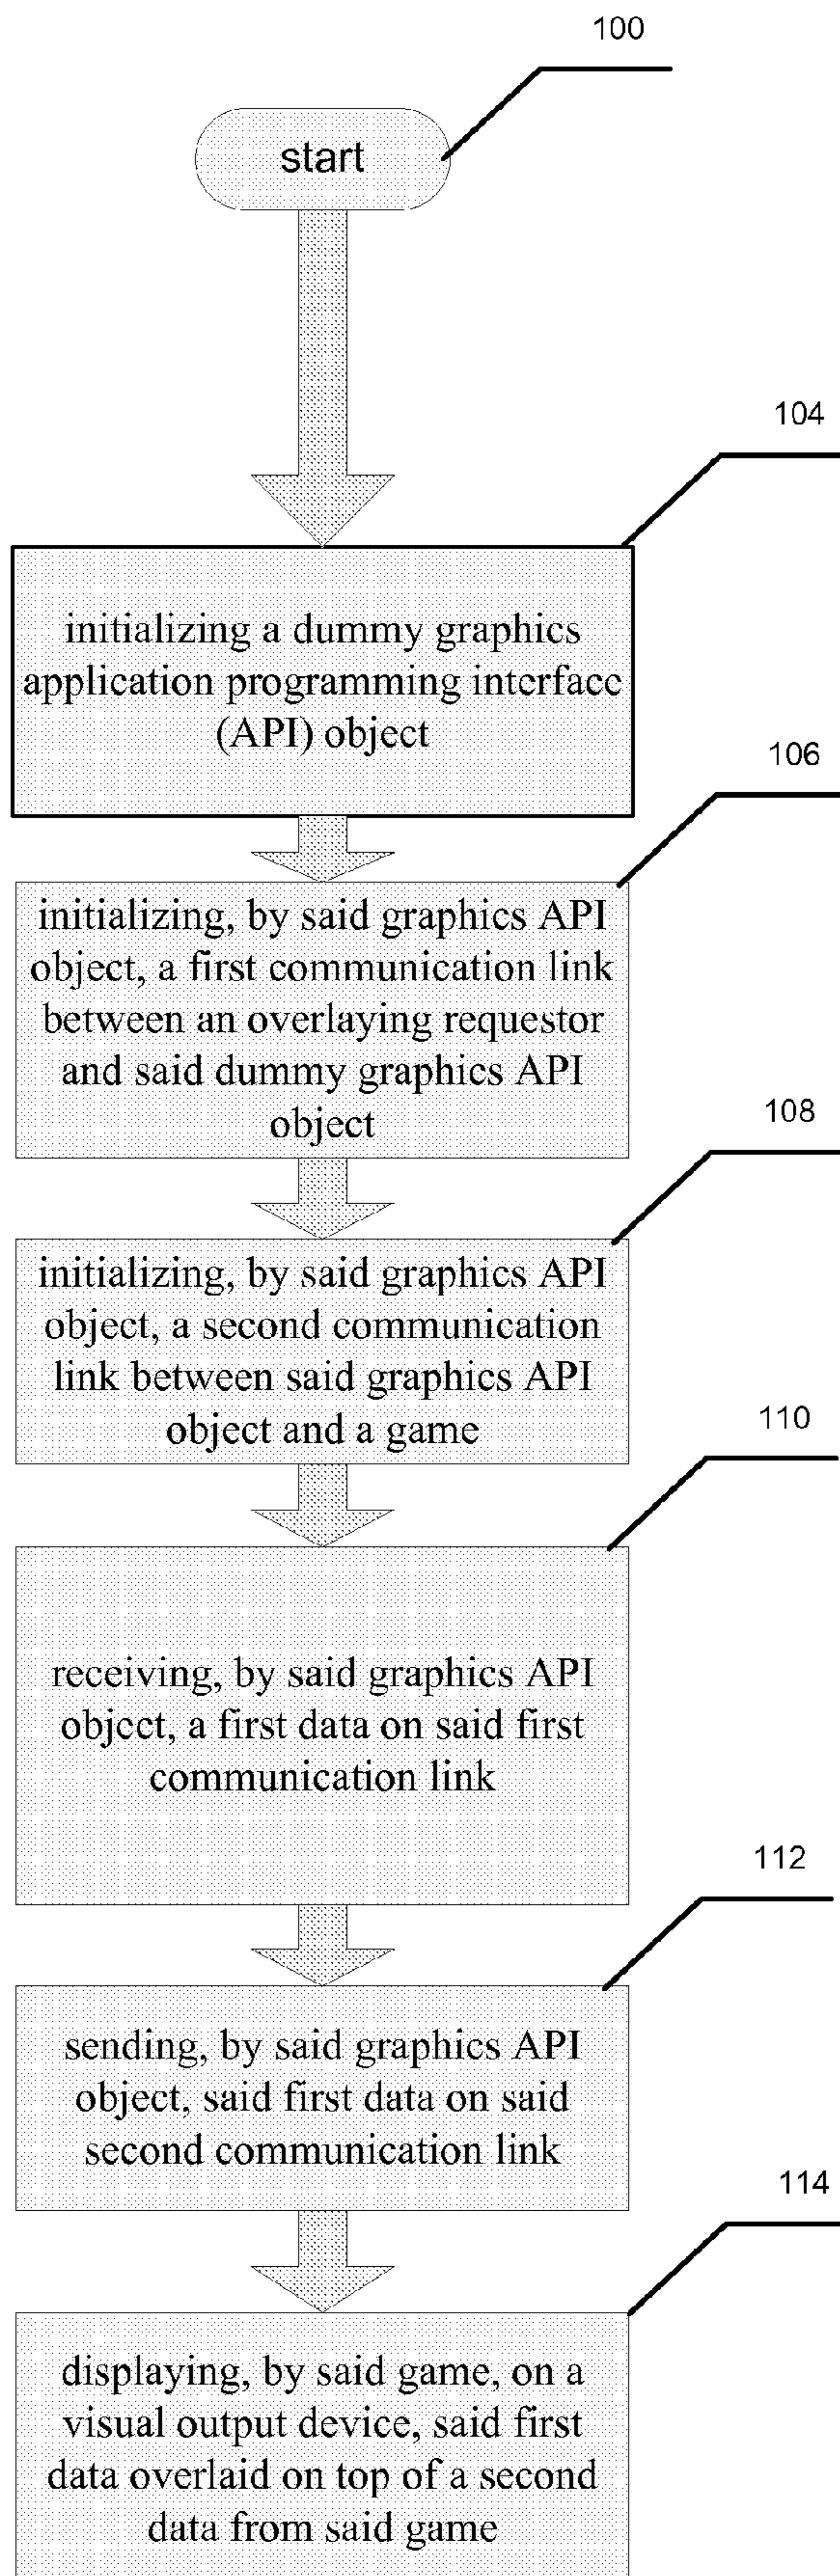 100
start
104
initializing a dummy graphics
application programming interface
(API) object
106
initializing, by said graphics API
object, a first communication link
between an overlaying requestor
and said dummy graphics API
object
108
initializing, by said graphics API
object, a second communication
link between said graphics API
object and a game
110
receiving, by said graphics API
object, a first data on said first
communication link
112
sending, by said graphics API
object, said first data on said
second communication link
114
displaying, by said game, on a
visual output device, said first
data overlaid on top of a second
data from said game